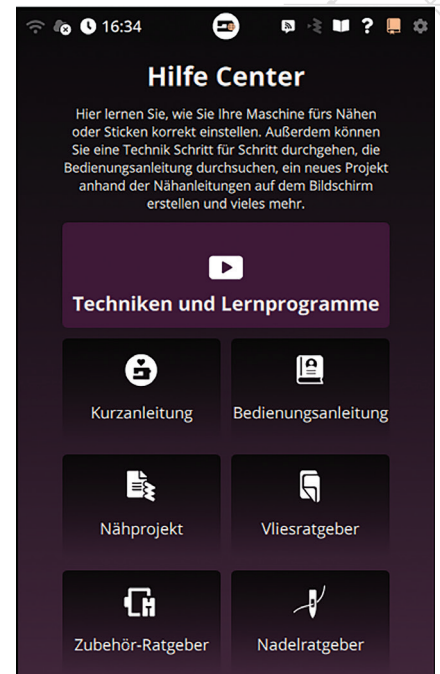 16:34
?
Hilfe Center
Hier lernen Sie, wie Sie Ihre Maschine fürs Nähen
oder Sticken korrekt einstellen. Außerdem können
Sie eine Technik Schritt für Schritt durchgehen, die
Bedienungsanleitung durchsuchen, ein neues Projekt
anhand der Nähanleitungen auf dem Bildschirm
erstellen und vieles mehr.
Techniken und Lernprogramme
Kurzanleitung
Bedienungsanleitung
Nähprojekt
Vliesratgeber
Zubehör-Ratgeber
Nadelratgeber